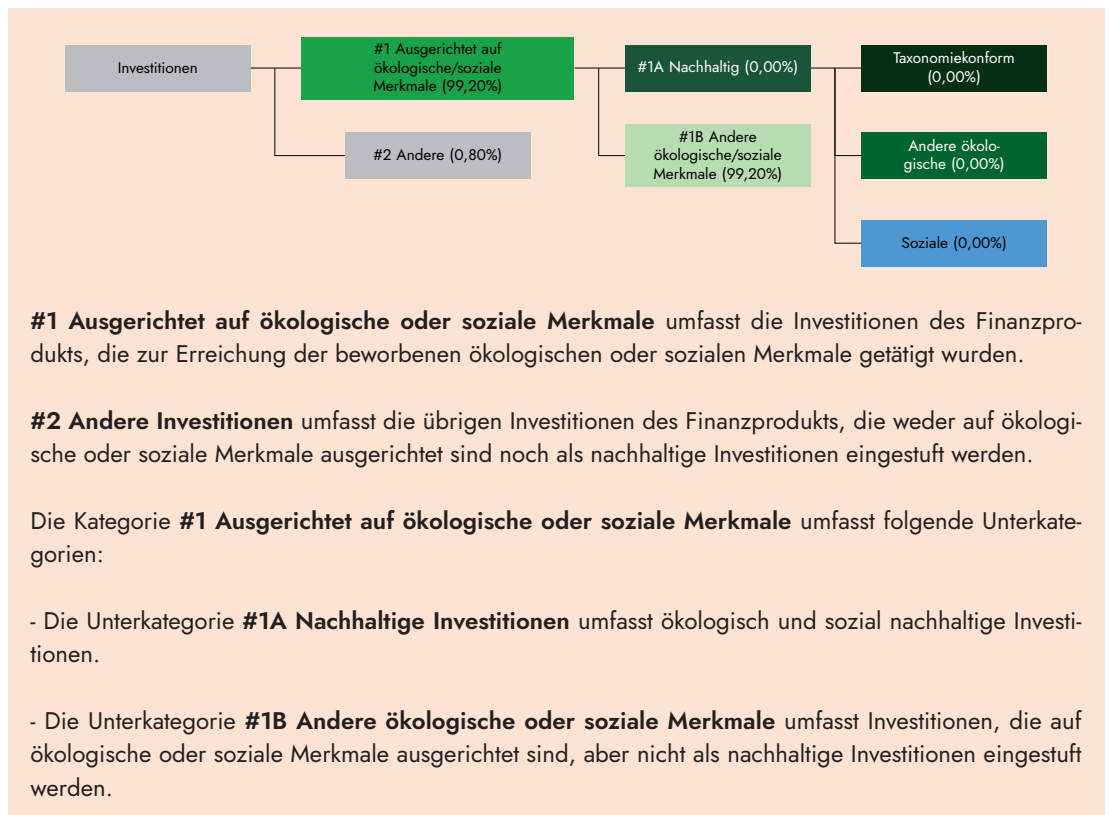 Investitionen
#1 Ausgerichtet auf
ökologische/soziale
Merkmale (99,20%)
#1A Nachhaltig (0,00%)
Taxonomiekonform
(0,00%)
#2 Andere (0,80%)
#1B Andere
ökologische/soziale
Merkmale (99,20%)
Andere ökolo-
gische (0,00%)
Soziale (0,00%)
#1 Ausgerichtet auf ökologische oder soziale Merkmale umfasst die Investitionen des Finanzpro-
dukts, die zur Erreichung der beworbenen ökologischen oder sozialen Merkmale getätigt wurden.
#2 Andere Investitionen umfasst die übrigen Investitionen des Finanzprodukts, die weder auf ökologi-
sche oder soziale Merkmale ausgerichtet sind noch als nachhaltige Investitionen eingestuft werden.
Die Kategorie #1 Ausgerichtet auf ökologische oder soziale Merkmale umfasst folgende Unterkate-
gorien:
- Die Unterkategorie #1A Nachhaltige Investitionen umfasst ökologisch und sozial nachhaltige Investi-
tionen.
- Die Unterkategorie #1B Andere ökologische oder soziale Merkmale umfasst Investitionen, die auf
ökologische oder soziale Merkmale ausgerichtet sind, aber nicht als nachhaltige Investitionen eingestuft
werden.